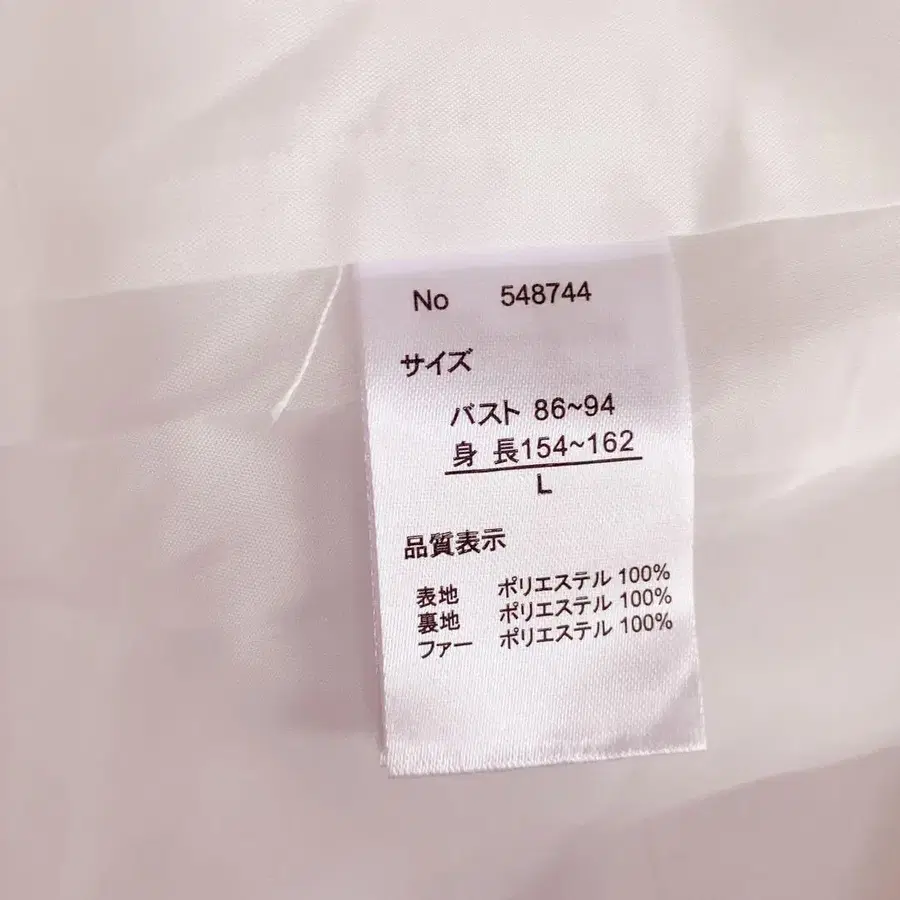 No 548744
サイズ
バスト 86~94
身 長154~162
L
品質表示
表地 ポリエステル 100%
裏地 ポリエステル 100%
ファー ポリエステル 100%